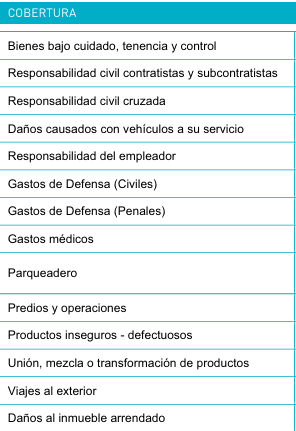 COBERTURA
Bienes bajo cuidado, tenencia y control
Responsabilidad civil contratistas y subcontratistas
Responsabilidad civil cruzada
Daños causados con vehículos a su servicio
Responsabilidad del empleador
Gastos de Defensa (Civiles)
Gastos de Defensa (Penales)
Gastos médicos
Parqueadero
Predios y operaciones
Productos inseguros - defectuosos
Unión, mezcla o transformación de productos
Viajes al exterior
Daños al inmueble arrendado